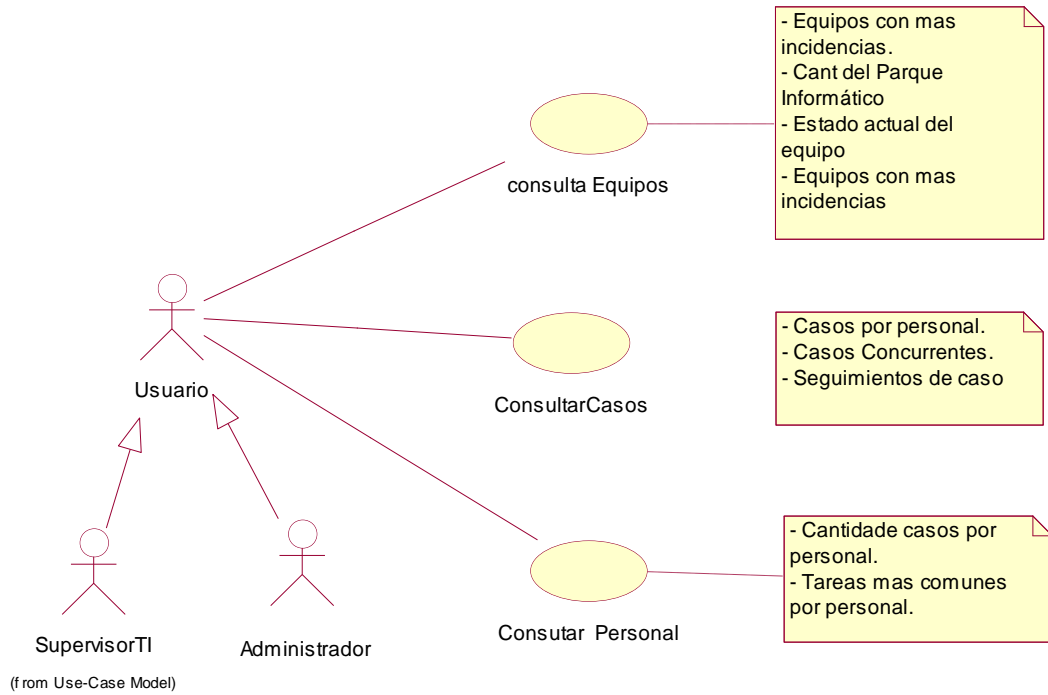 - Equipos con mas
incidencias.
- Cant del Parque
Informático
- Estado actual del
equipo
- Equipos con mas
incidencias
consulta Equipos
- Casos por personal.
- Casos Concurrentes.
- Seguimientos de caso
Usuario
ConsultarCasos
- Cantidade casos por
personal.
- Tareas mas comunes
por personal.
Consutar Personal
SupervisorTI
Administrador
(from Use-Case Model)